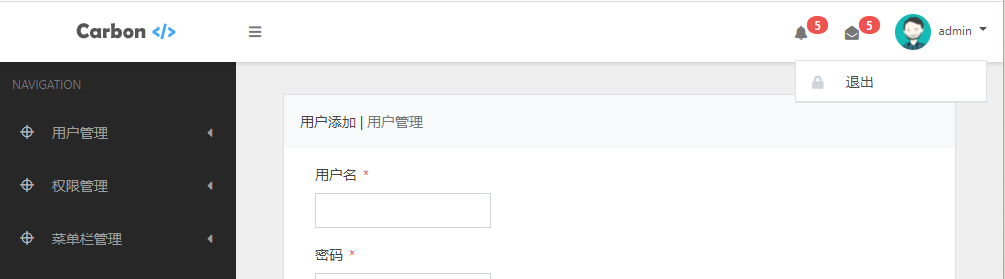 Carbon </>
5
5
admin
NAVIGATION
退出
用户添加 | 用户管理
用户管理
用户名 *
权限管理
菜单栏管理
密码 *